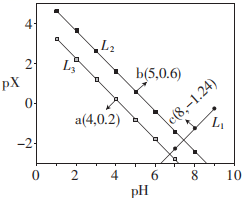 4
2
0
−2
pX
L₂
L₃
b(5,0.6)
a(4,0.2)
c(8,−1.24)
L₁
0
2
4
6
8
10
pH